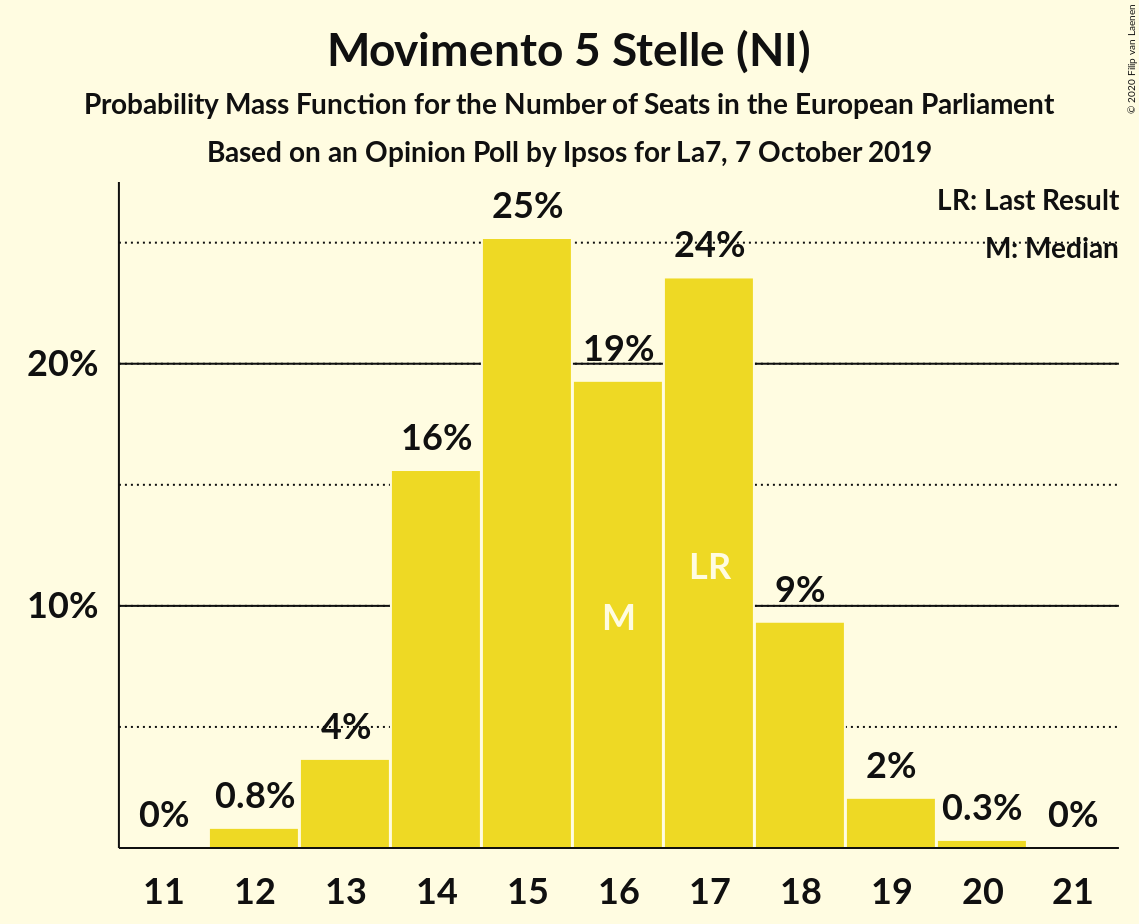 Movimento 5 Stelle (NI)
Probability Mass Function for the Number of Seats in the European Parliament
Based on an Opinion Poll by Ipsos for La7, 7 October 2019
© 2020 Filip van Laenen
LR: Last Result
M: Median
20%
10%
0%
0.8%
4%
16%
25%
19%
24%
9%
2%
0.3%
0%
M
LR
11 12 13 14 15 16 17 18 19 20 21